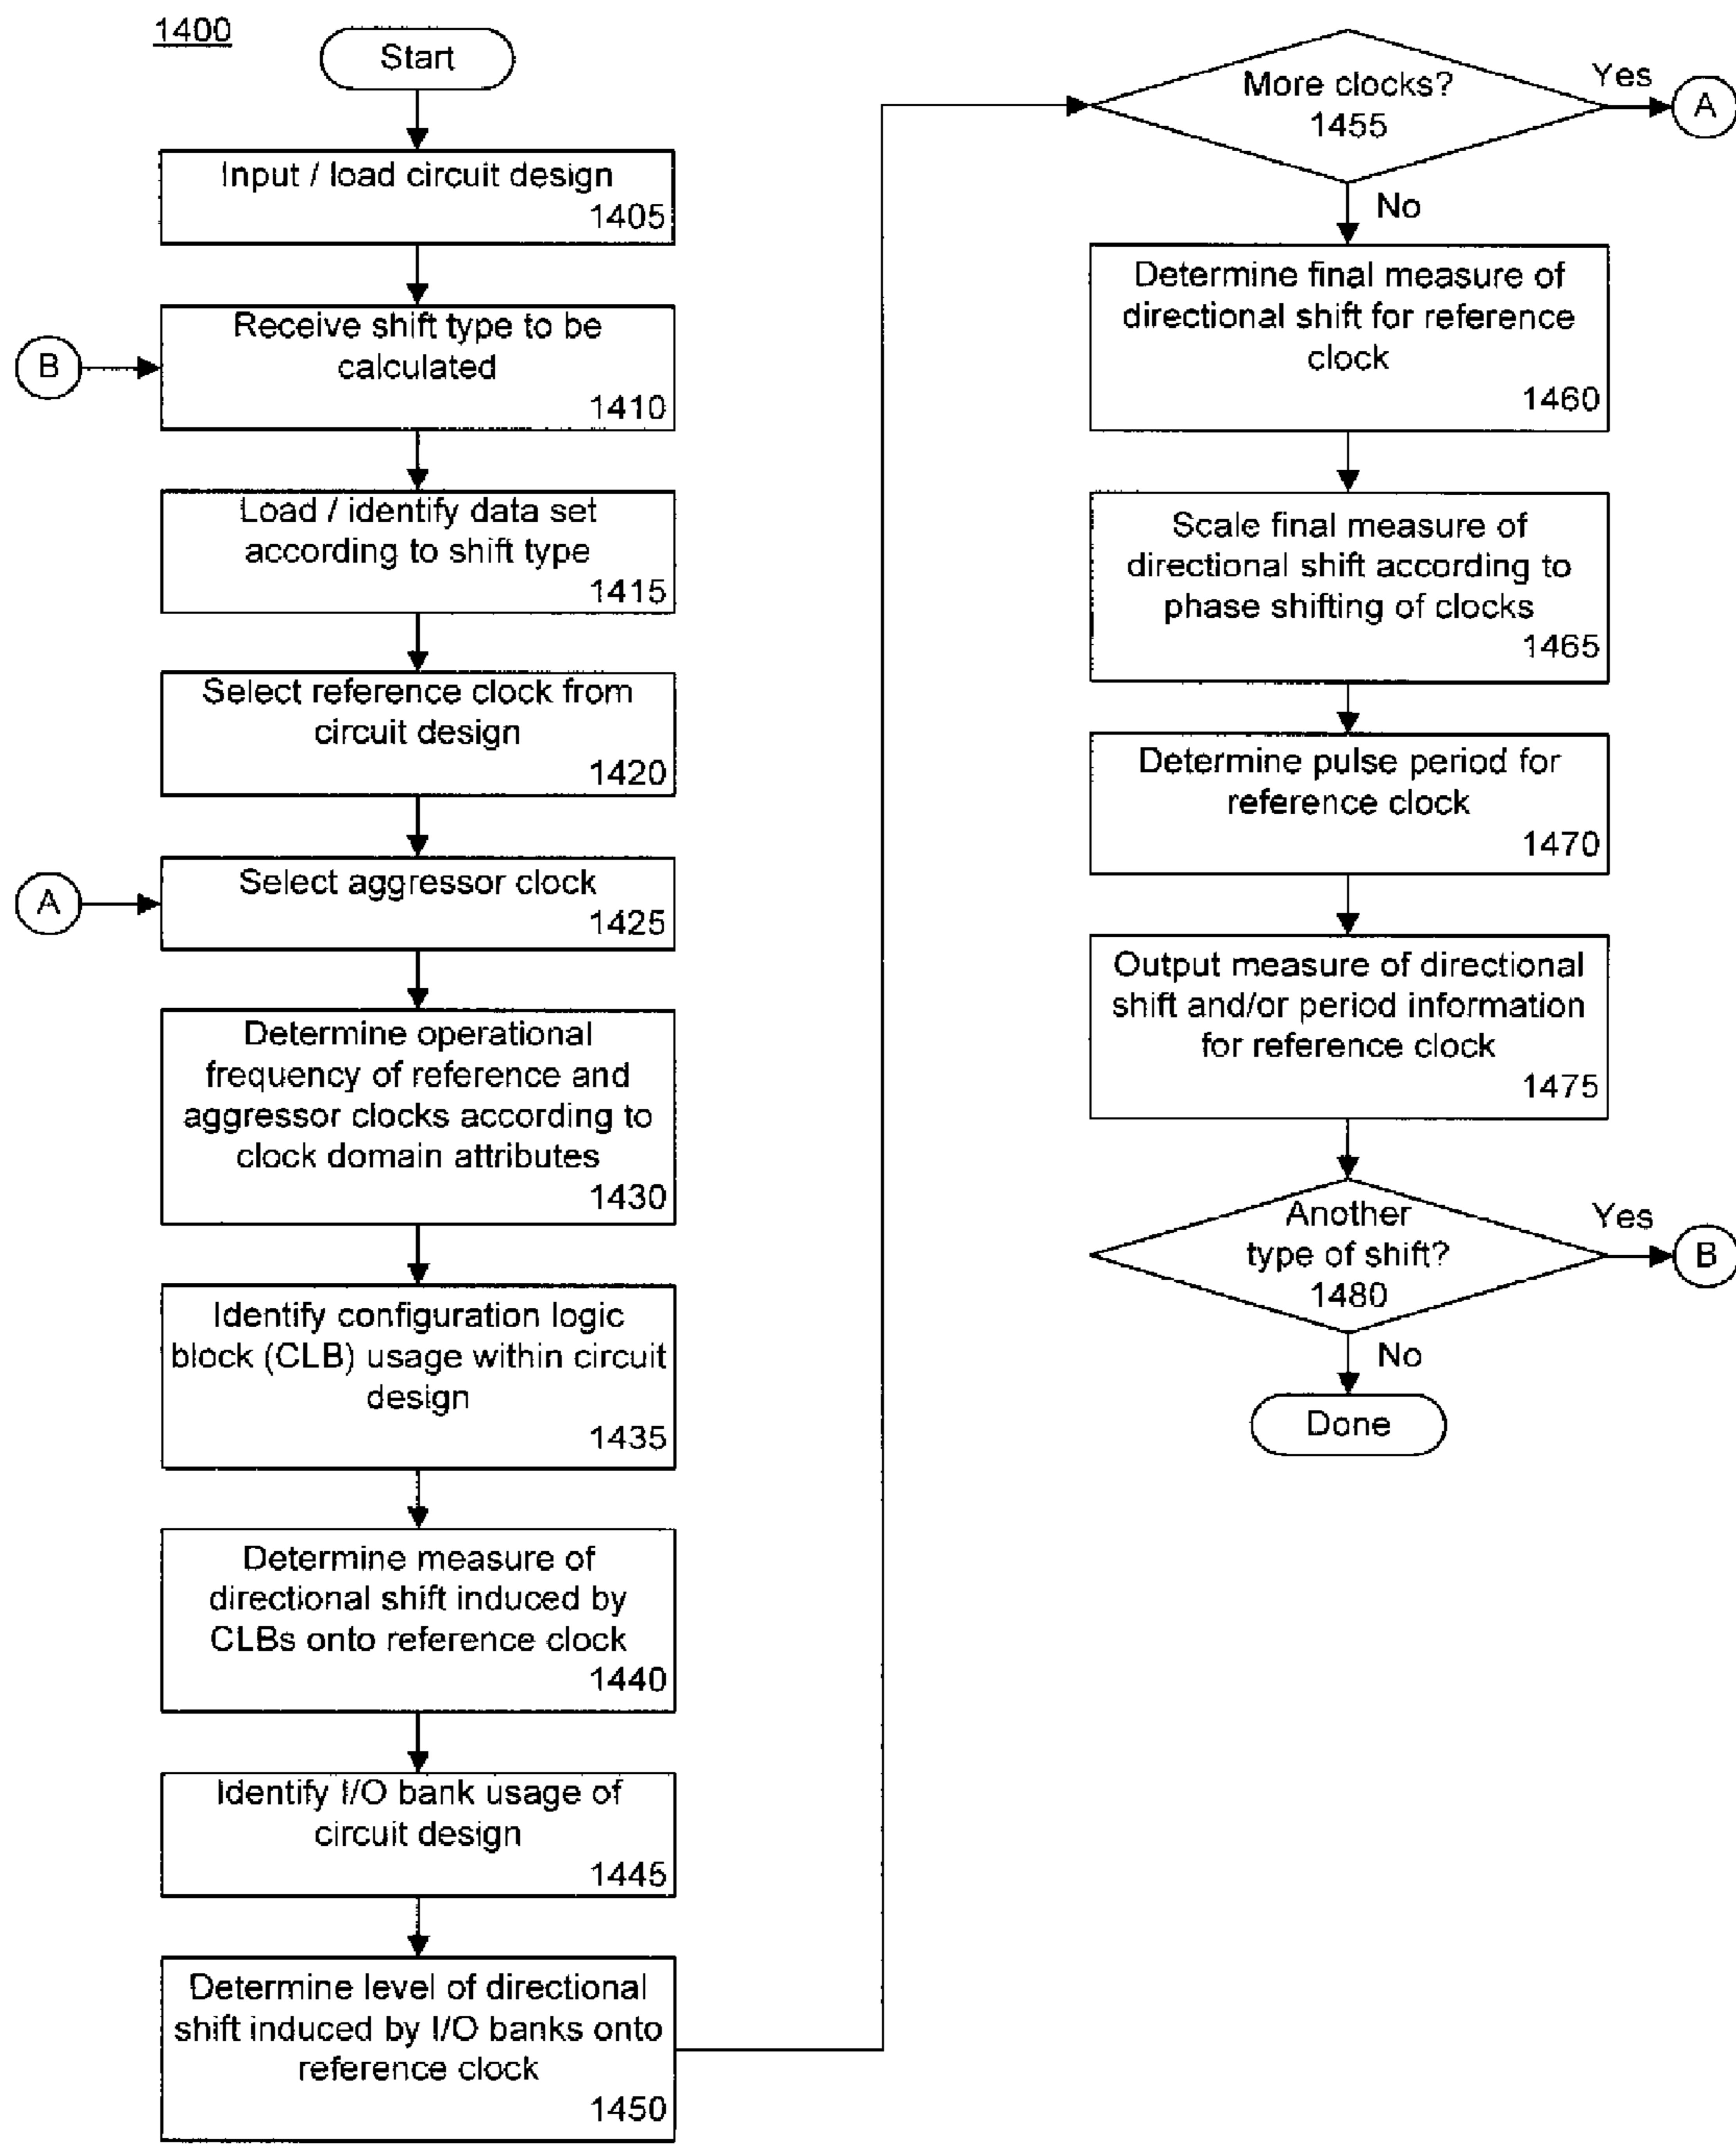 1400
Start
Input / load circuit design
1405
B
Receive shift type to be
calculated
1410
Load / identify data set
according to shift type
1415
Select reference clock from
circuit design
1420
A
Select aggressor clock
1425
Determine operational
frequency of reference and
aggressor clocks according to
clock domain attributes
1430
Identify configuration logic
block (CLB) usage within circuit
design
1435
Determine measure of
directional shift induced by
CLBs onto reference clock
1440
Identify I/O bank usage of
circuit design
1445
Determine level of directional
shift induced by I/O banks onto
reference clock
1450
More clocks?
1455
Yes
A
No
Determine final measure of
directional shift for reference
clock
1460
Scale final measure of
directional shift according to
phase shifting of clocks
1465
Determine pulse period for
reference clock
1470
Output measure of directional
shift and/or period information
for reference clock
1475
Another
type of shift?
1480
Yes
B
No
Done